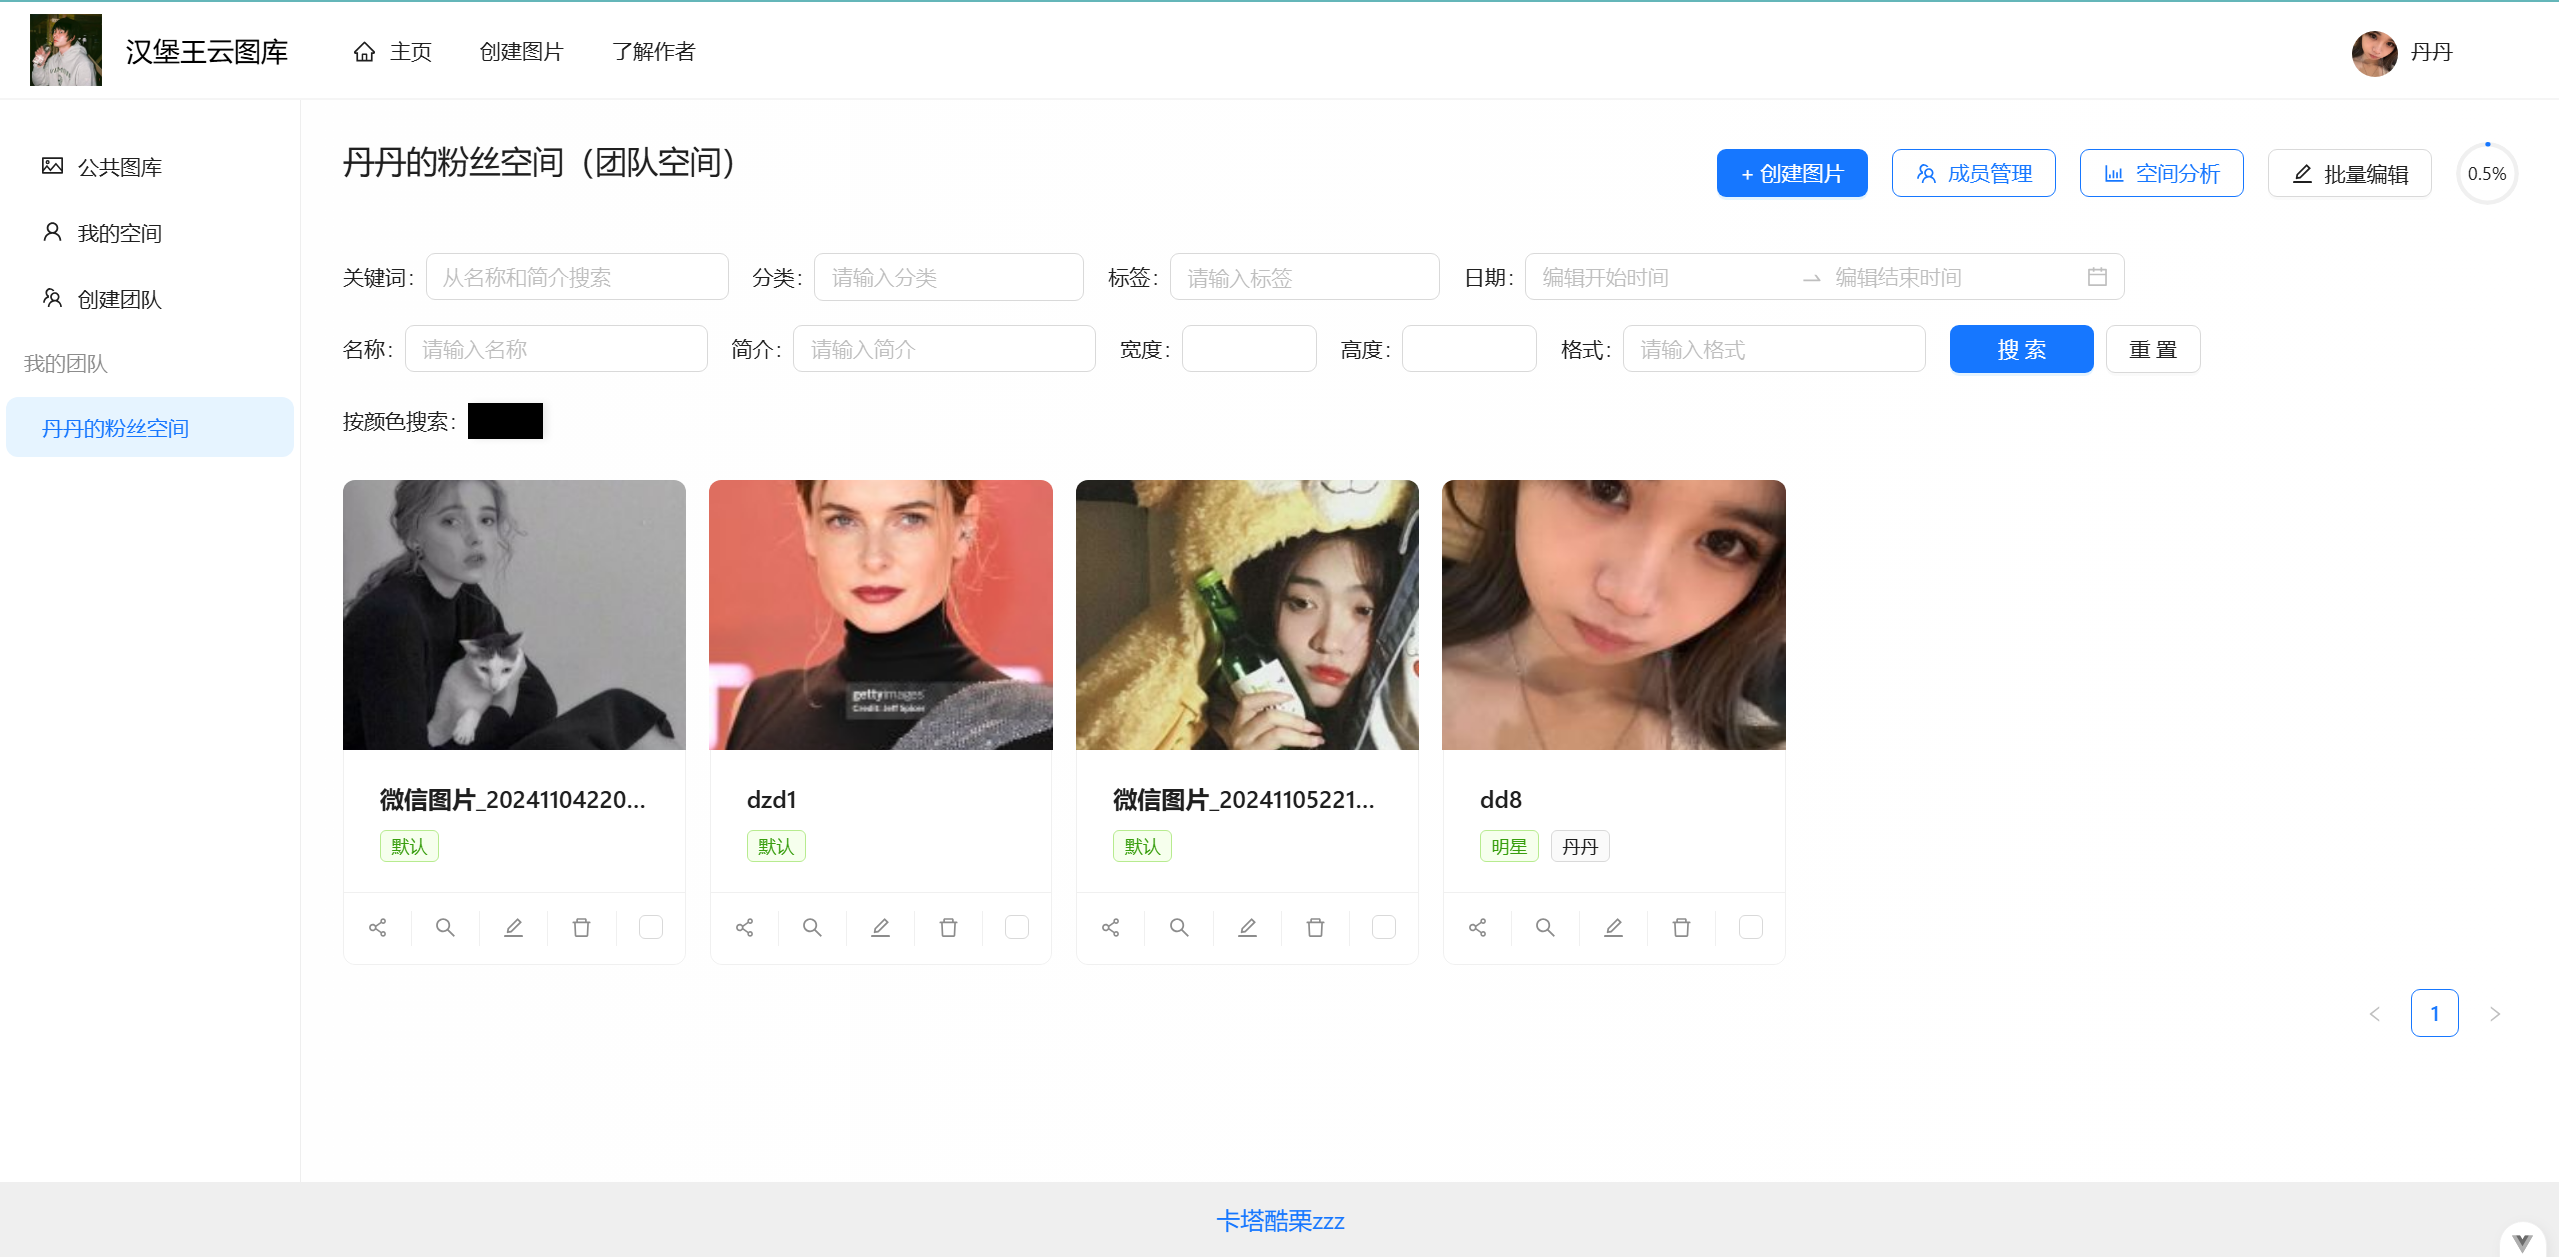 汉堡王云图库
主页
创建图片
了解作者
丹丹
公共图库
我的空间
创建团队
我的团队
丹丹的粉丝空间
丹丹的粉丝空间（团队空间）
+ 创建图片
成员管理
空间分析
批量编辑
0.5%
关键词: 从名称和简介搜索
分类: 请输入分类
标签: 请输入标签
日期: 编辑开始时间 → 编辑结束时间
名称: 请输入名称
简介: 请输入简介
宽度:
高度:
格式: 请输入格式
搜 索
重 置
按颜色搜索:
gettyimages
Credit: Jeff Spicer
微信图片_20241104220...
默认
dzd1
默认
微信图片_20241105221...
默认
dd8
明星 丹丹
1
卡塔酷栗zzz